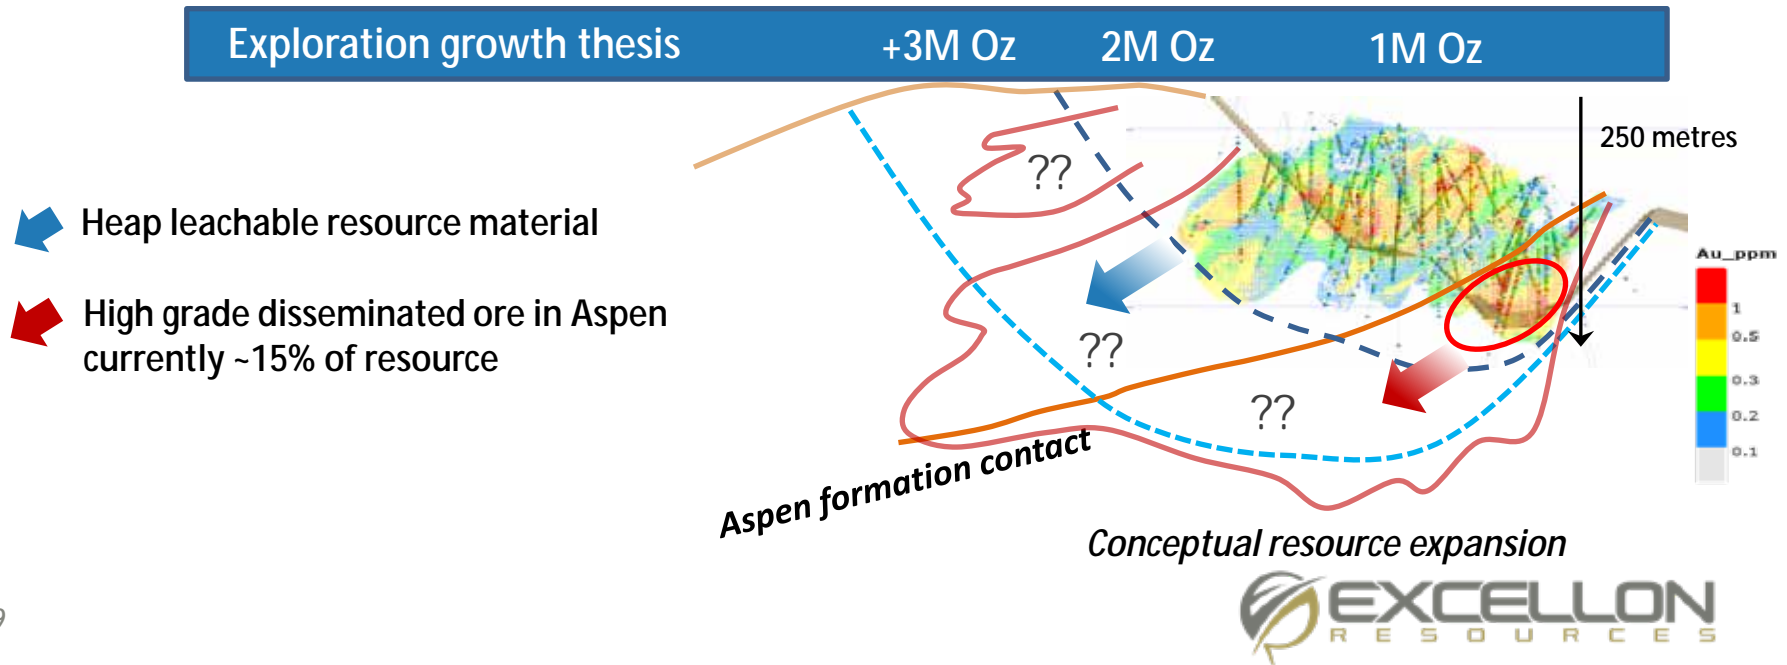 Exploration growth thesis +3M Oz 2M Oz 1M Oz
250 metres
??
Heap leachable resource material
High grade disseminated ore in Aspen
currently ~15% of resource
Au_ppm
1
0.5
0.3
0.2
0.1
??
??
Aspen formation contact
Conceptual resource expansion
EXCELLON
RESOURCES
9